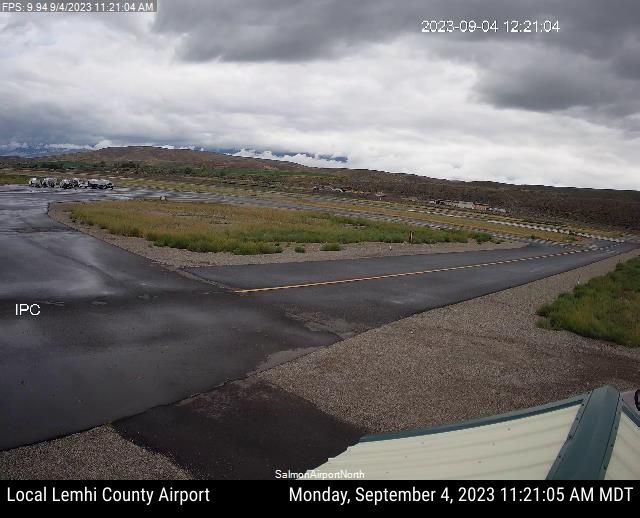 FPS: 9.94 9/4/2023 11:21:04 AM
2023-09-04 12:21:04
IPC
SalmonAirportNorth
Local Lemhi County Airport
Monday, September 4, 2023 11:21:05 AM MDT